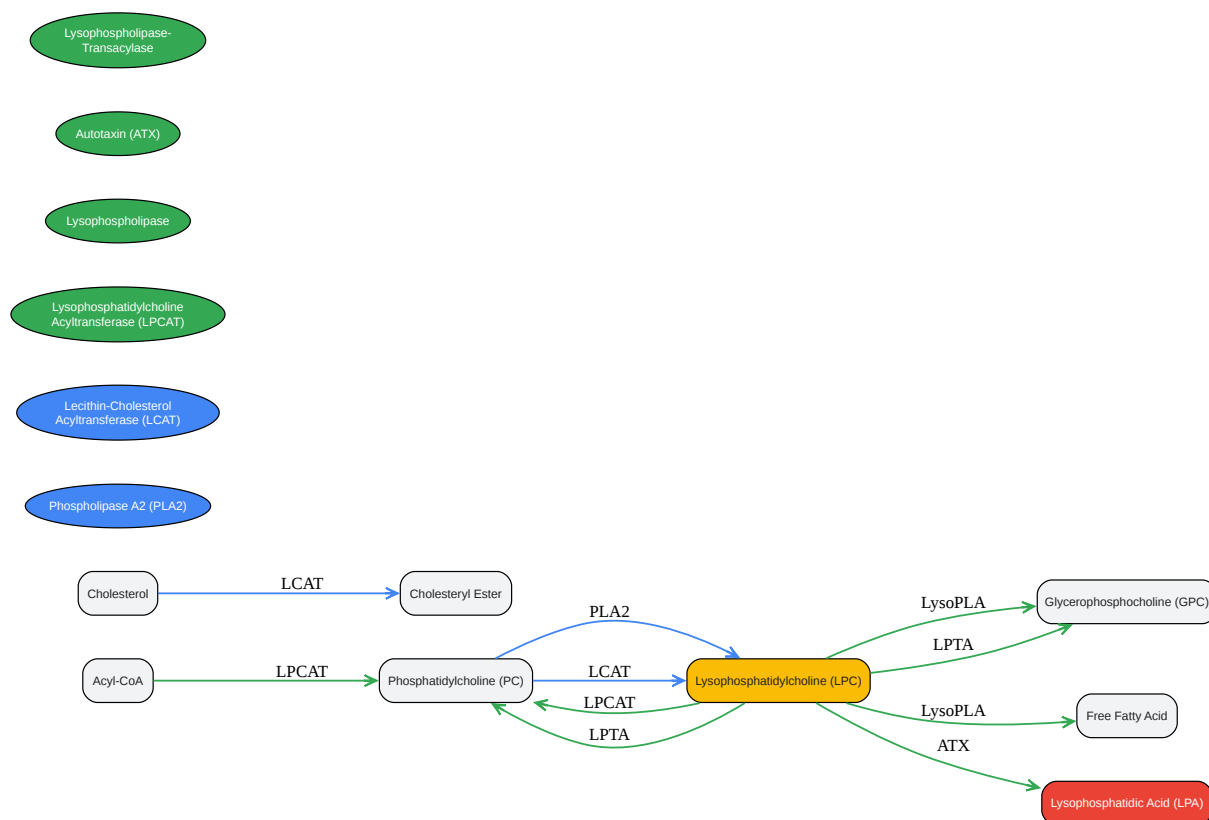 Lysophospholipase-
Transacylase
Autotaxin (ATX)
Lysophospholipase
Lysophosphatidylcholine
Acyltransferase (LPCAT)
Lecithin-Cholesterol
Acyltransferase (LCAT)
Phospholipase A2 (PLA2)
Cholesterol
LCAT
Cholesteryl Ester
PLA2
LysoPLA
Glycerophosphocholine (GPC)
LPTA
Acyl-CoA
LPCAT
Phosphatidylcholine (PC)
LCAT
Lysophosphatidylcholine (LPC)
LPCAT
LPTA
LysoPLA
Free Fatty Acid
ATX
Lysophosphatidic Acid (LPA)